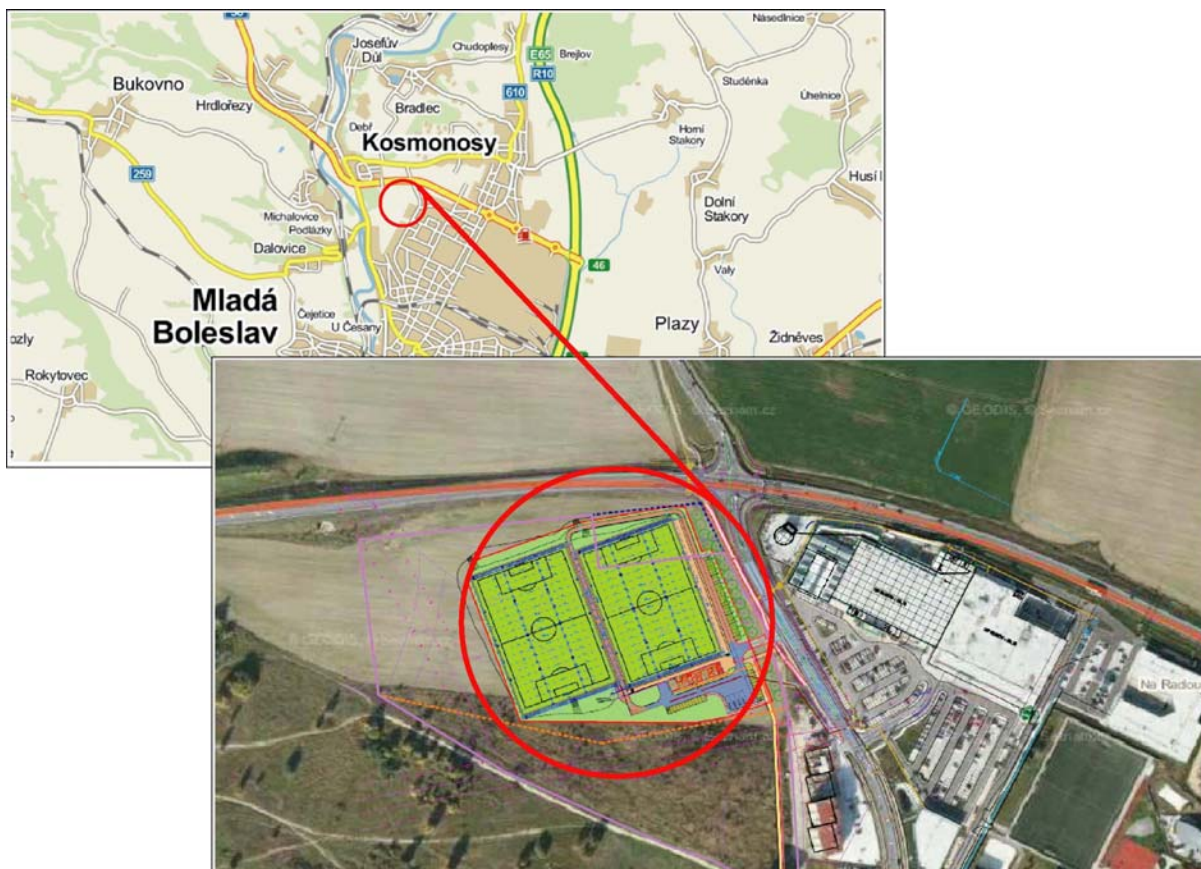 Násedlnice
Josefův
Důl
Chudoplesy
E65
Brejlov
R10
Bukovno
Studénka
Hrdlořezy
Bradlec
610
Úhelnice
Debř
Horní
Stakory
Kosmonosy
259
Husí
Michalovice
Podlázky
Dolní
Stakory
Dalovice
46
Valy
Mladá
Boleslav
Čejetice
U Česany
Plazy
Židněves
Rokytovec
© GEODIS, © Seznam.cz
Na Radou